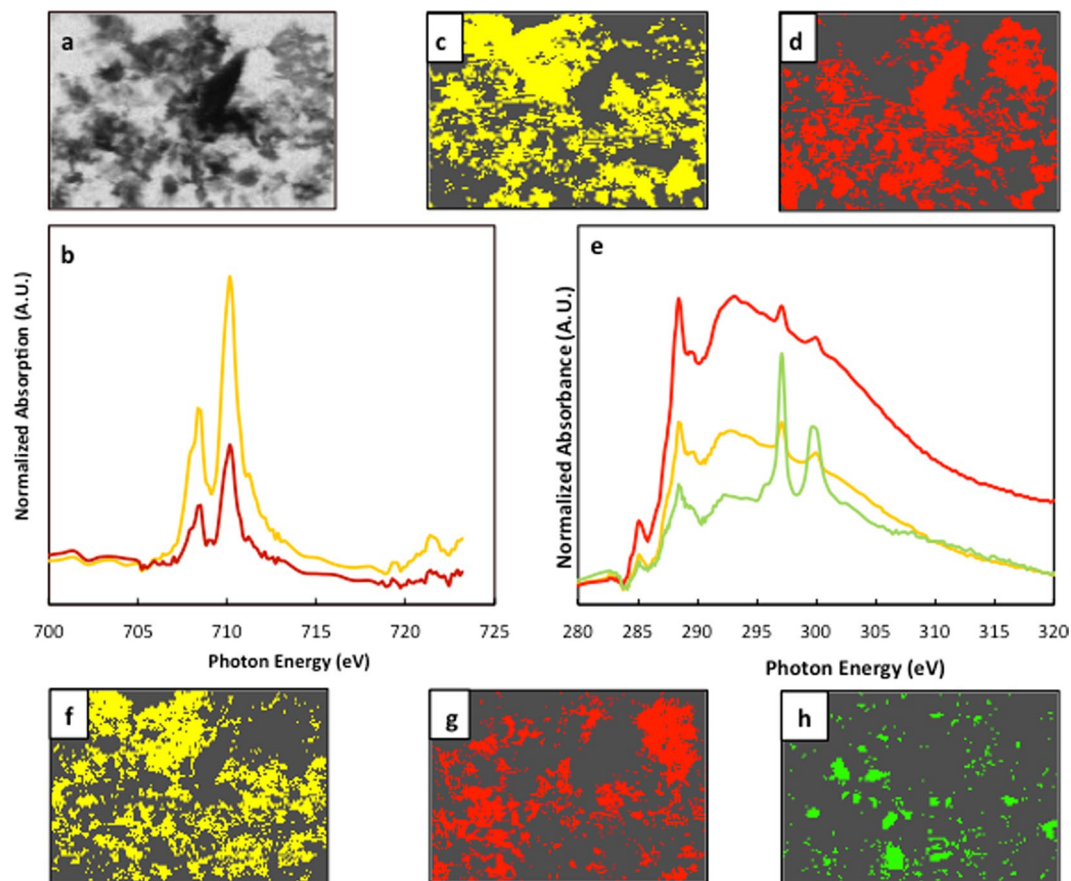 a
c
d
b
Normalized Absorption (A.U.)
700 705 710 715 720 725
Photon Energy (eV)
e
Normalized Absorbance (A.U.)
280 285 290 295 300 305 310 315 320
Photon Energy (eV)
f
g
h